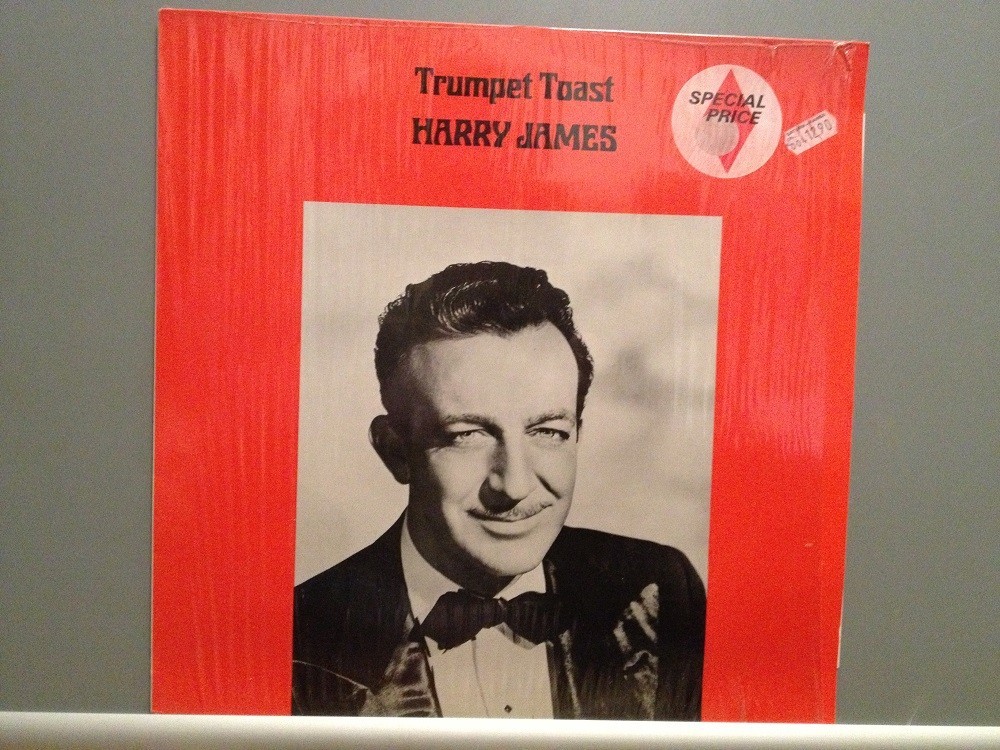 Trumpet Toast
HARRY JAMES
SPECIAL
PRICE